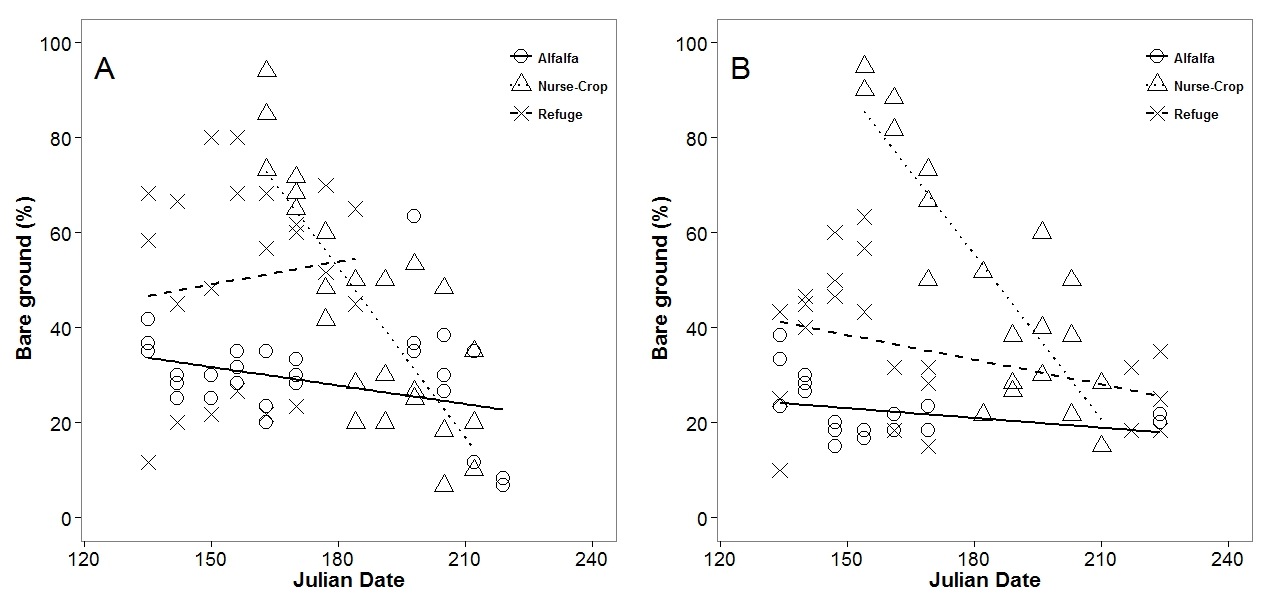 A
Alfalfa
Nurse-Crop
Refuge
100
80
60
40
20
0
Bare ground (%)
120 150 180 210 240
Julian Date
B
Alfalfa
Nurse-Crop
Refuge
100
80
60
40
20
0
Bare ground (%)
120 150 180 210 240
Julian Date